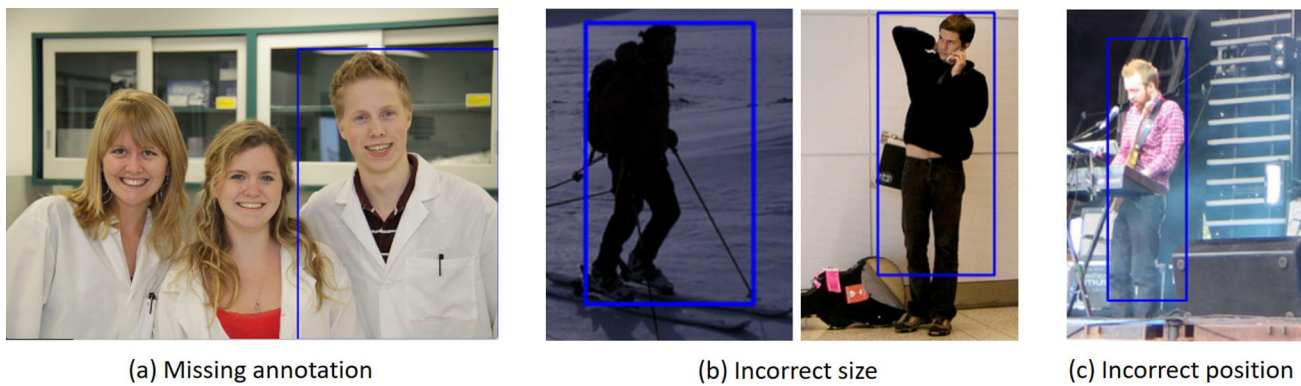 (a) Missing annotation
(b) Incorrect size
(c) Incorrect position